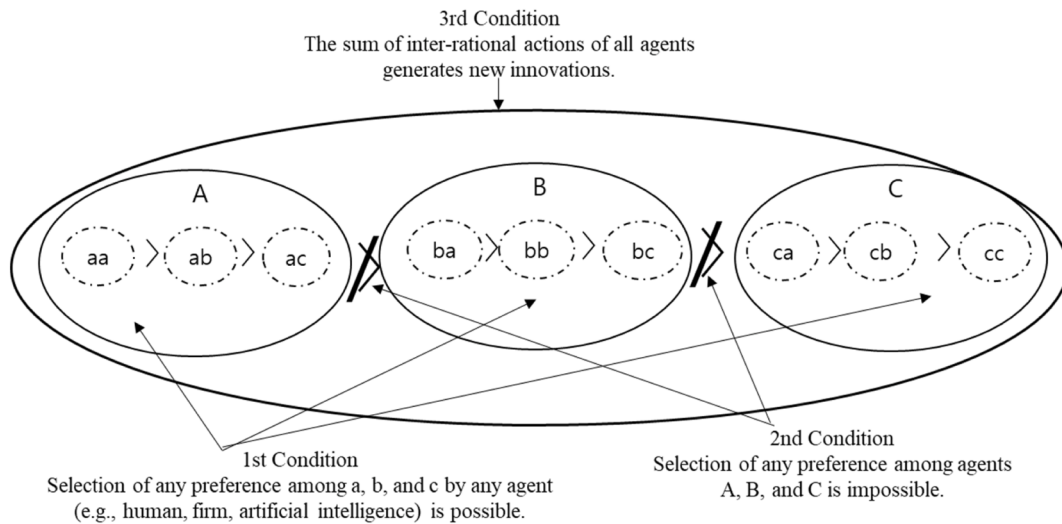 3rd Condition
The sum of inter-rational actions of all agents
generates new innovations.
A
B
C
aa > ab > ac
ba > bb > bc
ca > cb > cc
1st Condition
Selection of any preference among a, b, and c by any agent
(e.g., human, firm, artificial intelligence) is possible.
2nd Condition
Selection of any preference among agents
A, B, and C is impossible.